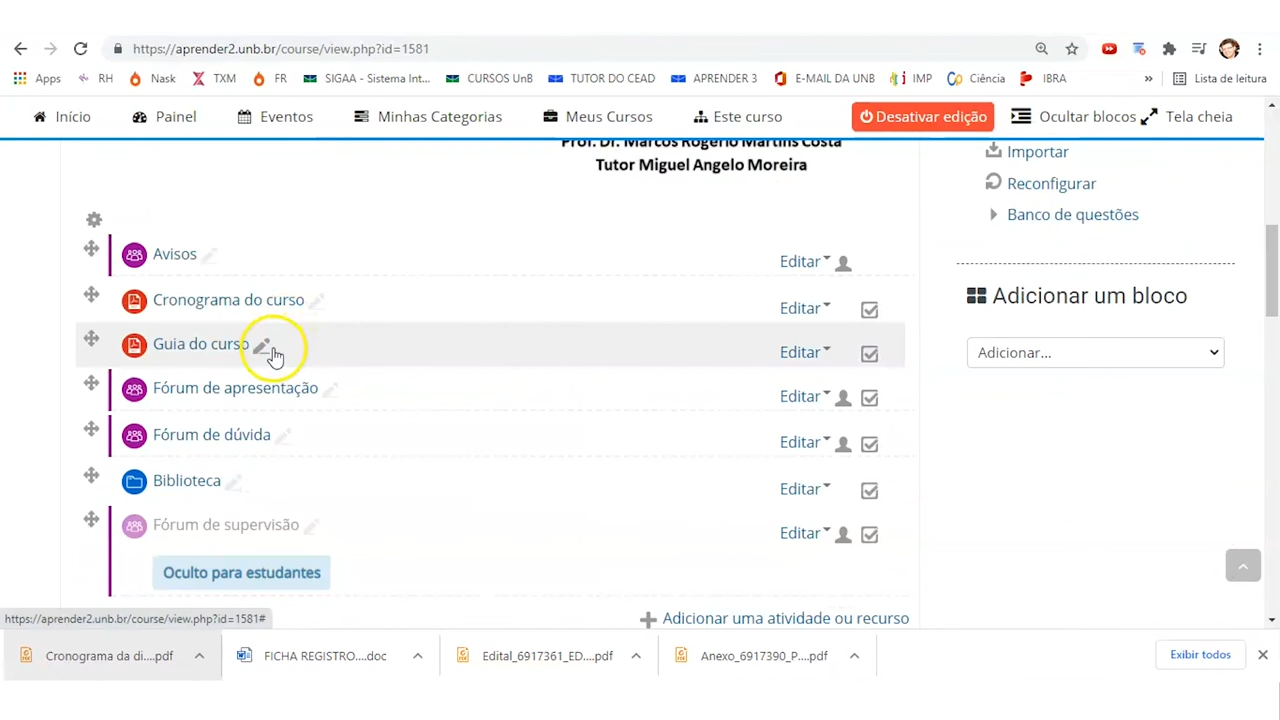 https://aprender2.unb.br/course/view.php?id=1581
Apps RH Nask TXM FR SIGAA - Sistema Int... CURSOS UnB TUTOR DO CEAD APRENDER 3 E-MAIL DA UNB IMP Ciência IBRA » Lista de leitura
Início Painel Eventos Minhas Categorias Meus Cursos Este curso Desativar edição Ocultar blocos Tela cheia
Prof. Dr. Marcos Rogério Martins Costa
Tutor Miguel Angelo Moreira
Importar
Reconfigurar
Banco de questões
Avisos Editar
Cronograma do curso Editar
Guia do curso Editar
Fórum de apresentação Editar
Fórum de dúvida Editar
Biblioteca Editar
Fórum de supervisão Editar
Oculto para estudantes
Adicionar um bloco
Adicionar...
https://aprender2.unb.br/course/view.php?id=1581#
Adicionar uma atividade ou recurso
Cronograma da di....pdf FICHA REGISTRO....doc Edital_6917361_ED....pdf Anexo_6917390_P....pdf Exibir todos